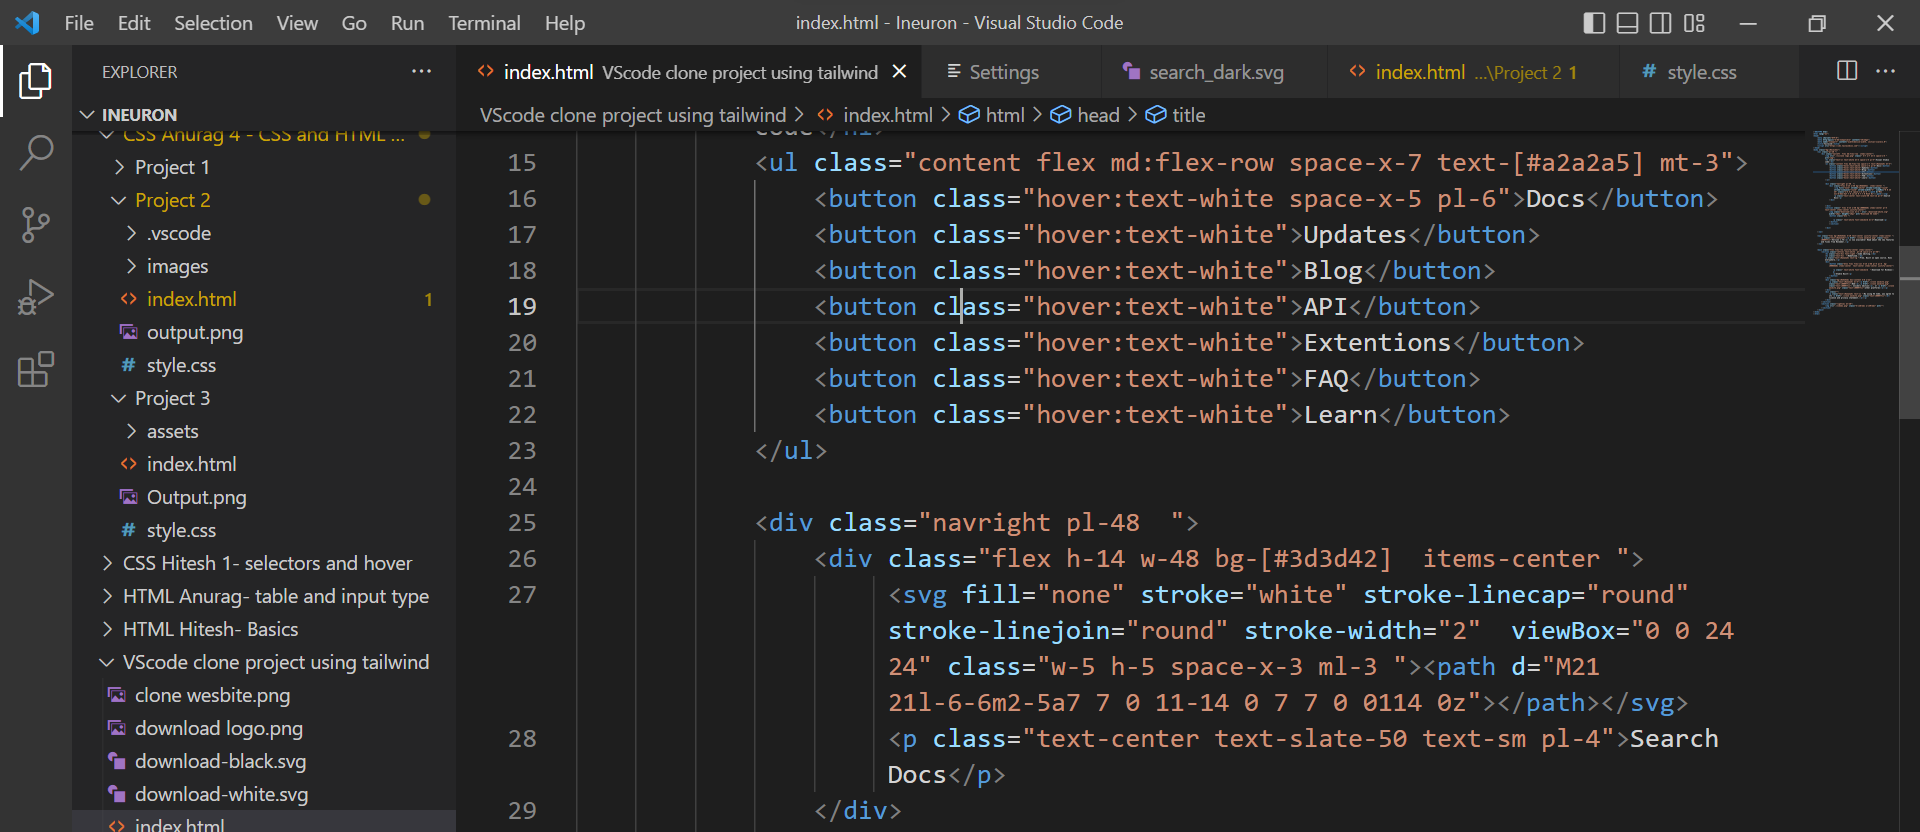 File Edit Selection View Go Run Terminal Help
index.html - Ineuron - Visual Studio Code
EXPLORER
INEURON
CSS Anurag 4 - CSS and HTML ...
Project 1
Project 2
.vscode
images
index.html 1
output.png
style.css
Project 3
assets
index.html
Output.png
style.css
CSS Hitesh 1- selectors and hover
HTML Anurag- table and input type
HTML Hitesh- Basics
VScode clone project using tailwind
clone wesbite.png
download logo.png
download-black.svg
download-white.svg
index.html
index.html VScode clone project using tailwind
Settings
search_dark.svg
index.html ...\Project 2 1
style.css
VScode clone project using tailwind > index.html > html > head > title
code</h1>
15 <ul class="content flex md:flex-row space-x-7 text-[#a2a2a5] mt-3">
16 <button class="hover:text-white space-x-5 pl-6">Docs</button>
17 <button class="hover:text-white">Updates</button>
18 <button class="hover:text-white">Blog</button>
19 <button class="hover:text-white">API</button>
20 <button class="hover:text-white">Extentions</button>
21 <button class="hover:text-white">FAQ</button>
22 <button class="hover:text-white">Learn</button>
23 </ul>
24
25 <div class="navright pl-48  ">
26 <div class="flex h-14 w-48 bg-[#3d3d42]  items-center ">
27 <svg fill="none" stroke="white" stroke-linecap="round"
stroke-linejoin="round" stroke-width="2"  viewBox="0 0 24
24" class="w-5 h-5 space-x-3 ml-3 "><path d="M21
21l-6-6m2-5a7 7 0 11-14 0 7 7 0 0114 0z"></path></svg>
28 <p class="text-center text-slate-50 text-sm pl-4">Search
Docs</p>
29 </div>